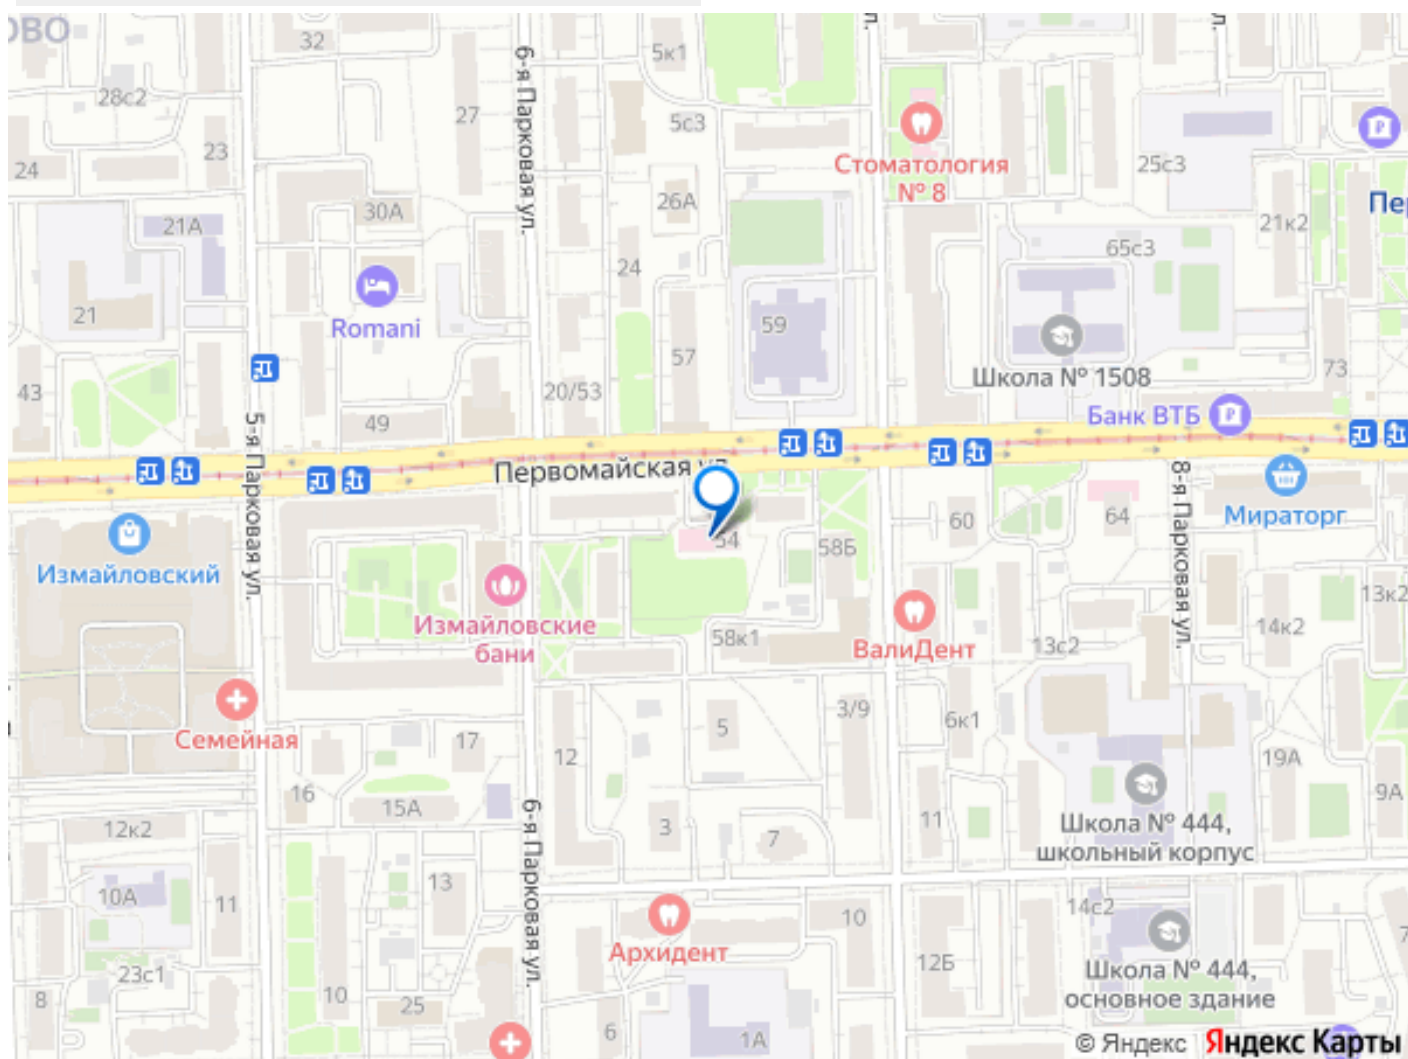 ОВО
32
ул.
ул.
6-я Парковая ул.
5к1
28с2
27
5с3
23
Стоматология
№ 8
25с3
24
30А
26А
21А
Пе
21к2
65с3
24
21
Romani
59
57
Школа № 1508
73
43
20/53
49
Банк ВТБ
5-я Парковая ул.
Первомайская ул.
8-я Парковая ул.
Мираторг
60
64
54
58Б
Измайловский
Измайловские
бани
58к1
ВалиДент
13с2
14к2
13к2
Семейная
17
12
5
3/9
6к1
19А
16
15А
6-я Парковая ул.
9А
12к2
3
7
11
Школа № 444,
школьный корпус
10А
11
13
10
14с2
Архидент
12Б
23с1
Школа № 444,
основное здание
8
10
25
6
1А
7
© Яндекс Яндекс Карты